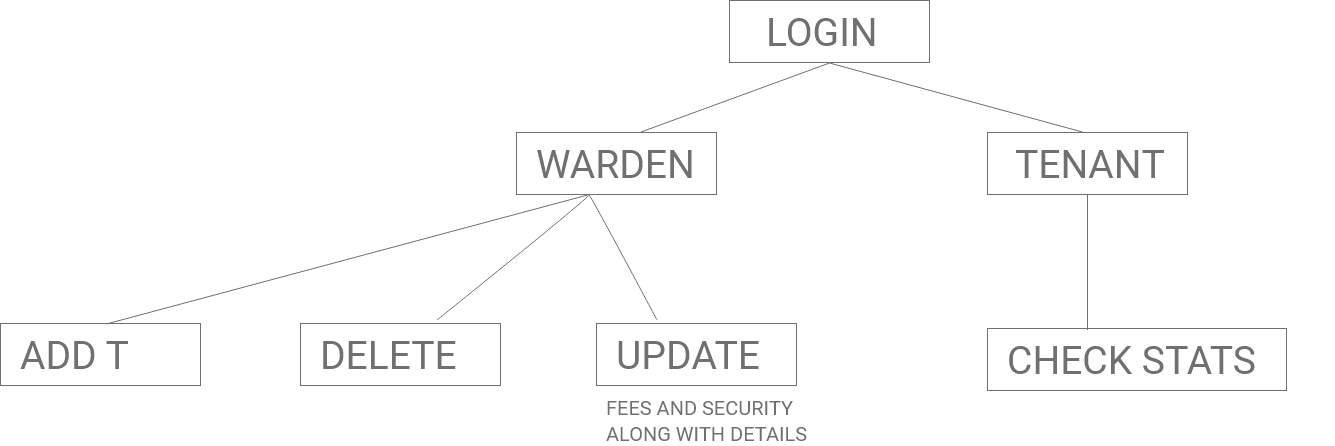 LOGIN
WARDEN
TENANT
ADD T
DELETE
UPDATE
CHECK STATS
FEES AND SECURITY
ALONG WITH DETAILS